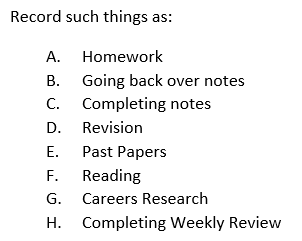 Record such things as:
A. Homework
B. Going back over notes
C. Completing notes
D. Revision
E. Past Papers
F. Reading
G. Careers Research
H. Completing Weekly Review